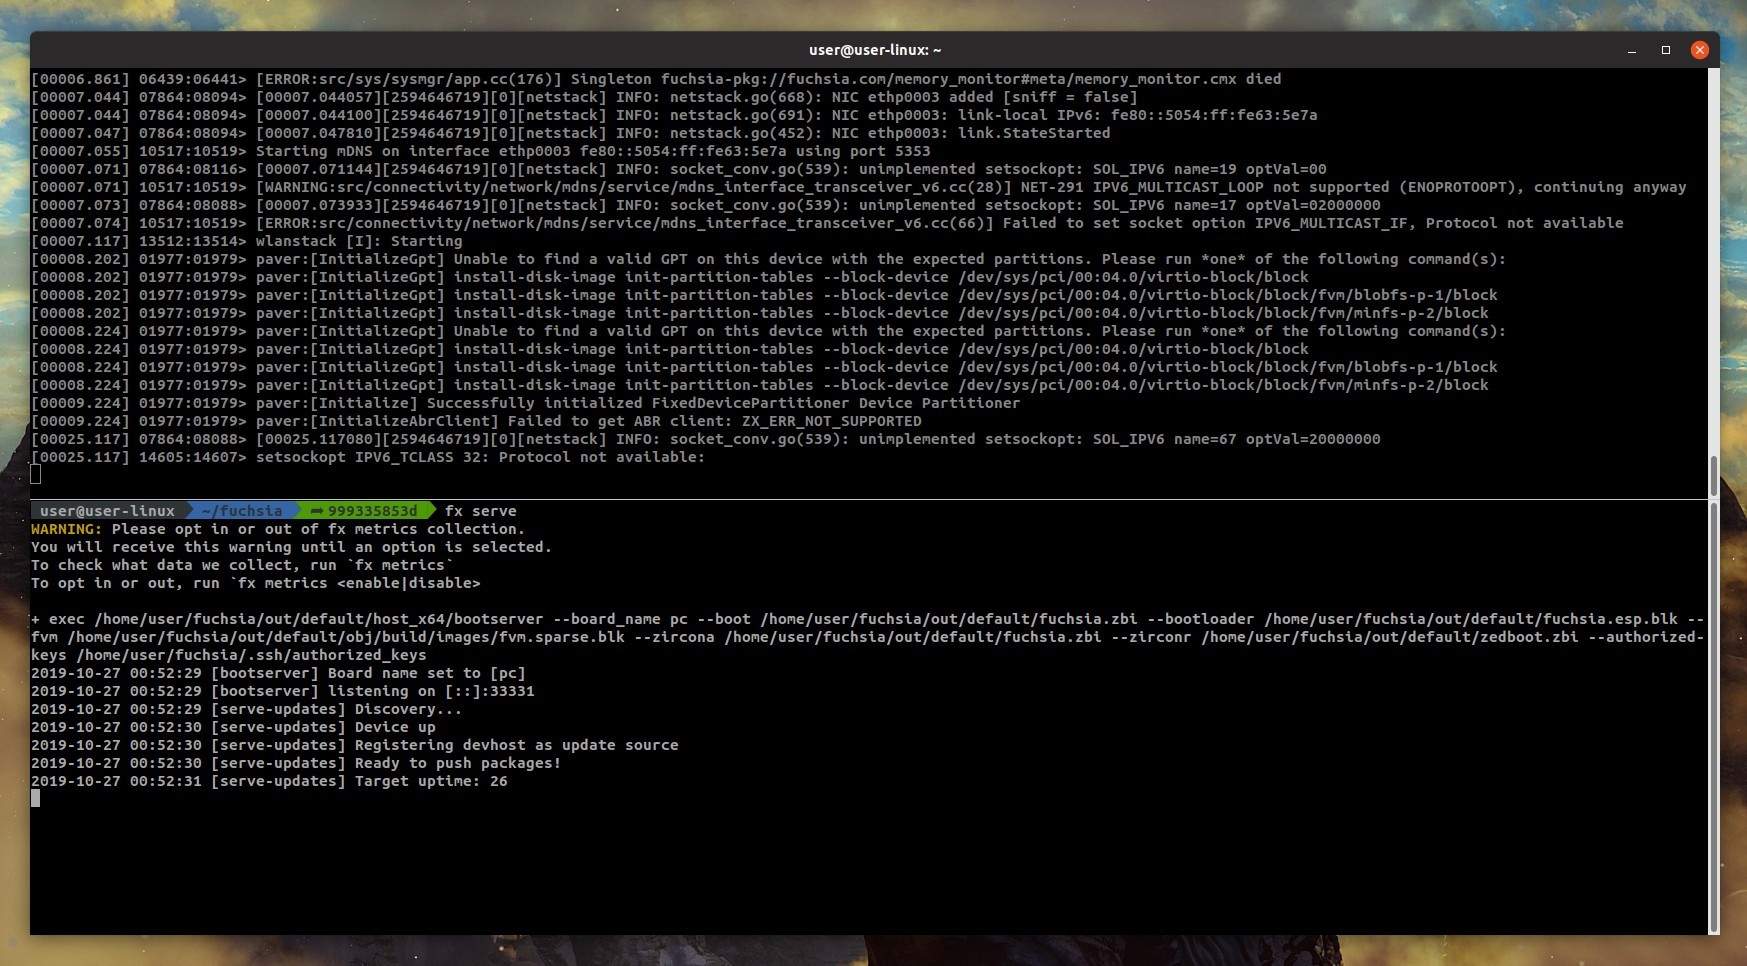 user@user-linux: ~
[00006.861] 06439:06441> [ERROR:src/sys/sysmgr/app.cc(176)] Singleton fuchsia-pkg://fuchsia.com/memory_monitor#meta/memory_monitor.cmx died
[00007.044] 07864:08094> [00007.044057][2594646719][0][netstack] INFO: netstack.go(668): NIC ethp0003 added [sniff = false]
[00007.044] 07864:08094> [00007.044100][2594646719][0][netstack] INFO: netstack.go(691): NIC ethp0003: link-local IPv6: fe80::5054:ff:fe63:5e7a
[00007.047] 07864:08094> [00007.047810][2594646719][0][netstack] INFO: netstack.go(452): NIC ethp0003: link.StateStarted
[00007.055] 10517:10519> Starting mDNS on interface ethp0003 fe80::5054:ff:fe63:5e7a using port 5353
[00007.071] 07864:08116> [00007.071144][2594646719][0][netstack] INFO: socket_conv.go(539): unimplemented setsockopt: SOL_IPV6 name=19 optVal=00
[00007.071] 10517:10519> [WARNING:src/connectivity/network/mdns/service/mdns_interface_transceiver_v6.cc(28)] NET-291 IPV6_MULTICAST_LOOP not supported (ENOPROTOOPT), continuing anyway
[00007.073] 07864:08088> [00007.073933][2594646719][0][netstack] INFO: socket_conv.go(539): unimplemented setsockopt: SOL_IPV6 name=17 optVal=02000000
[00007.074] 10517:10519> [ERROR:src/connectivity/network/mdns/service/mdns_interface_transceiver_v6.cc(66)] Failed to set socket option IPV6_MULTICAST_IF, Protocol not available
[00007.117] 13512:13514> wlanstack [I]: Starting
[00008.202] 01977:01979> paver:[InitializeGpt] Unable to find a valid GPT on this device with the expected partitions. Please run *one* of the following command(s):
[00008.202] 01977:01979> paver:[InitializeGpt] install-disk-image init-partition-tables --block-device /dev/sys/pci/00:04.0/virtio-block/block
[00008.202] 01977:01979> paver:[InitializeGpt] install-disk-image init-partition-tables --block-device /dev/sys/pci/00:04.0/virtio-block/block/fvm/blobfs-p-1/block
[00008.202] 01977:01979> paver:[InitializeGpt] install-disk-image init-partition-tables --block-device /dev/sys/pci/00:04.0/virtio-block/block/fvm/minfs-p-2/block
[00008.224] 01977:01979> paver:[InitializeGpt] Unable to find a valid GPT on this device with the expected partitions. Please run *one* of the following command(s):
[00008.224] 01977:01979> paver:[InitializeGpt] install-disk-image init-partition-tables --block-device /dev/sys/pci/00:04.0/virtio-block/block
[00008.224] 01977:01979> paver:[InitializeGpt] install-disk-image init-partition-tables --block-device /dev/sys/pci/00:04.0/virtio-block/block/fvm/blobfs-p-1/block
[00008.224] 01977:01979> paver:[InitializeGpt] install-disk-image init-partition-tables --block-device /dev/sys/pci/00:04.0/virtio-block/block/fvm/minfs-p-2/block
[00009.224] 01977:01979> paver:[Initialize] Successfully initialized FixedDevicePartitioner Device Partitioner
[00009.224] 01977:01979> paver:[InitializeAbrClient] Failed to get ABR client: ZX_ERR_NOT_SUPPORTED
[00025.117] 07864:08088> [00025.117080][2594646719][0][netstack] INFO: socket_conv.go(539): unimplemented setsockopt: SOL_IPV6 name=67 optVal=20000000
[00025.117] 14605:14607> setsockopt IPV6_TCLASS 32: Protocol not available:
user@user-linux ~/fuchsia ➦ 999335853d fx serve
WARNING: Please opt in or out of fx metrics collection.
You will receive this warning until an option is selected.
To check what data we collect, run `fx metrics`
To opt in or out, run `fx metrics <enable|disable>
+ exec /home/user/fuchsia/out/default/host_x64/bootserver --board_name pc --boot /home/user/fuchsia/out/default/fuchsia.zbi --bootloader /home/user/fuchsia/out/default/fuchsia.esp.blk --
fvm /home/user/fuchsia/out/default/obj/build/images/fvm.sparse.blk --zircona /home/user/fuchsia/out/default/fuchsia.zbi --zirconr /home/user/fuchsia/out/default/zedboot.zbi --authorized-
keys /home/user/fuchsia/.ssh/authorized_keys
2019-10-27 00:52:29 [bootserver] Board name set to [pc]
2019-10-27 00:52:29 [bootserver] listening on [::]:33331
2019-10-27 00:52:29 [serve-updates] Discovery...
2019-10-27 00:52:30 [serve-updates] Device up
2019-10-27 00:52:30 [serve-updates] Registering devhost as update source
2019-10-27 00:52:30 [serve-updates] Ready to push packages!
2019-10-27 00:52:31 [serve-updates] Target uptime: 26